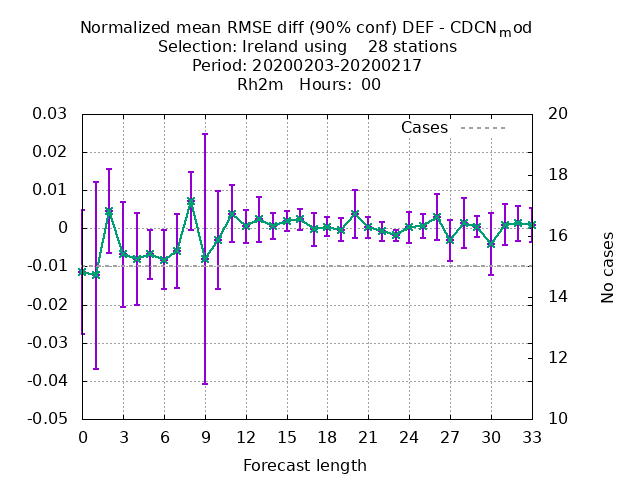 Normalized mean RMSE diff (90% conf) DEF - CDCNmod
Selection: Ireland using    28 stations
Period: 20200203-20200217
Rh2m   Hours:  00
Cases
0.03
0.02
0.01
0
-0.01
-0.02
-0.03
-0.04
-0.05
20
18
16
14
12
10
No cases
0 3 6 9 12 15 18 21 24 27 30 33
Forecast length